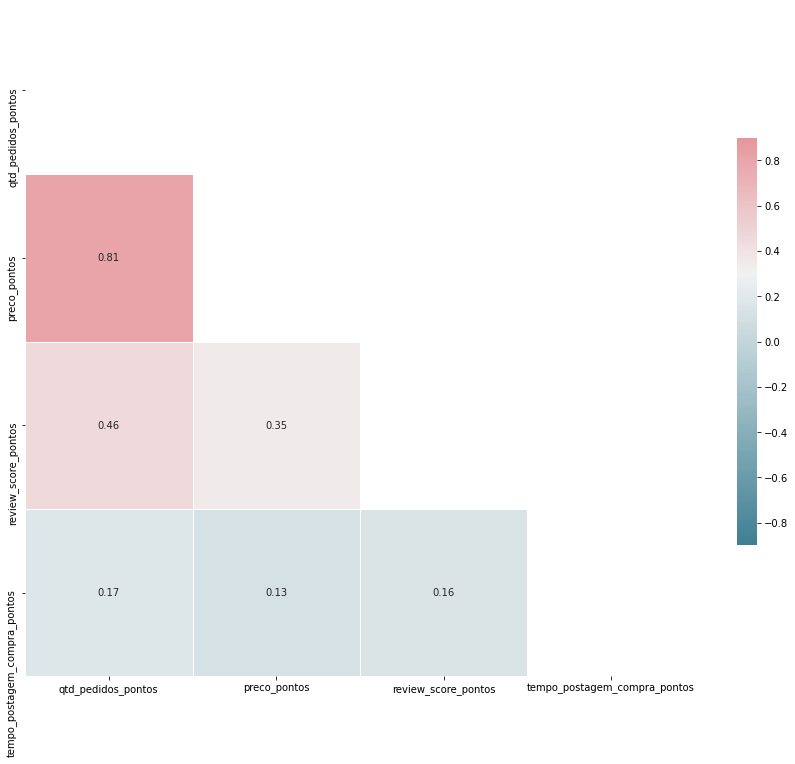 qtd_pedidos_pontos
preco_pontos
review_score_pontos
tempo_postagem_compra_pontos
0.81
0.46 0.35
0.17 0.13 0.16
qtd_pedidos_pontos preco_pontos review_score_pontos tempo_postagem_compra_pontos
0.8
0.6
0.4
0.2
0.0
−0.2
−0.4
−0.6
−0.8